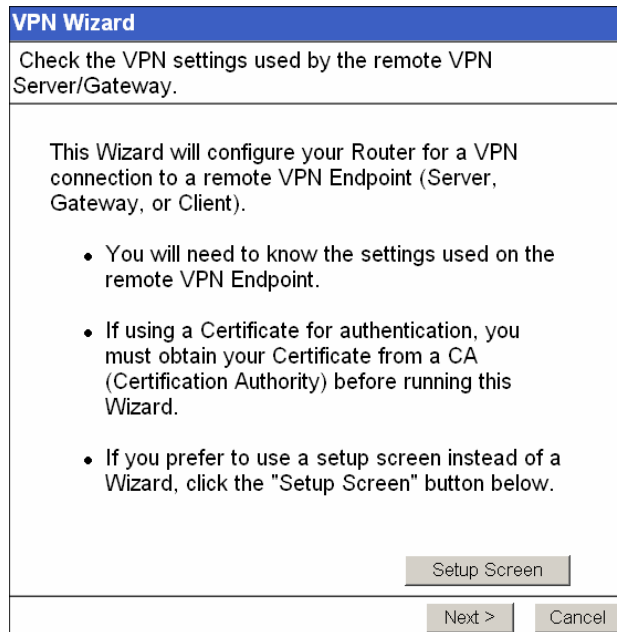 VPN Wizard
Check the VPN settings used by the remote VPN
Server/Gateway.
This Wizard will configure your Router for a VPN
connection to a remote VPN Endpoint (Server,
Gateway, or Client).
• You will need to know the settings used on the
remote VPN Endpoint.
• If using a Certificate for authentication, you
must obtain your Certificate from a CA
(Certification Authority) before running this
Wizard.
• If you prefer to use a setup screen instead of a
Wizard, click the "Setup Screen" button below.
Setup Screen
Next > Cancel